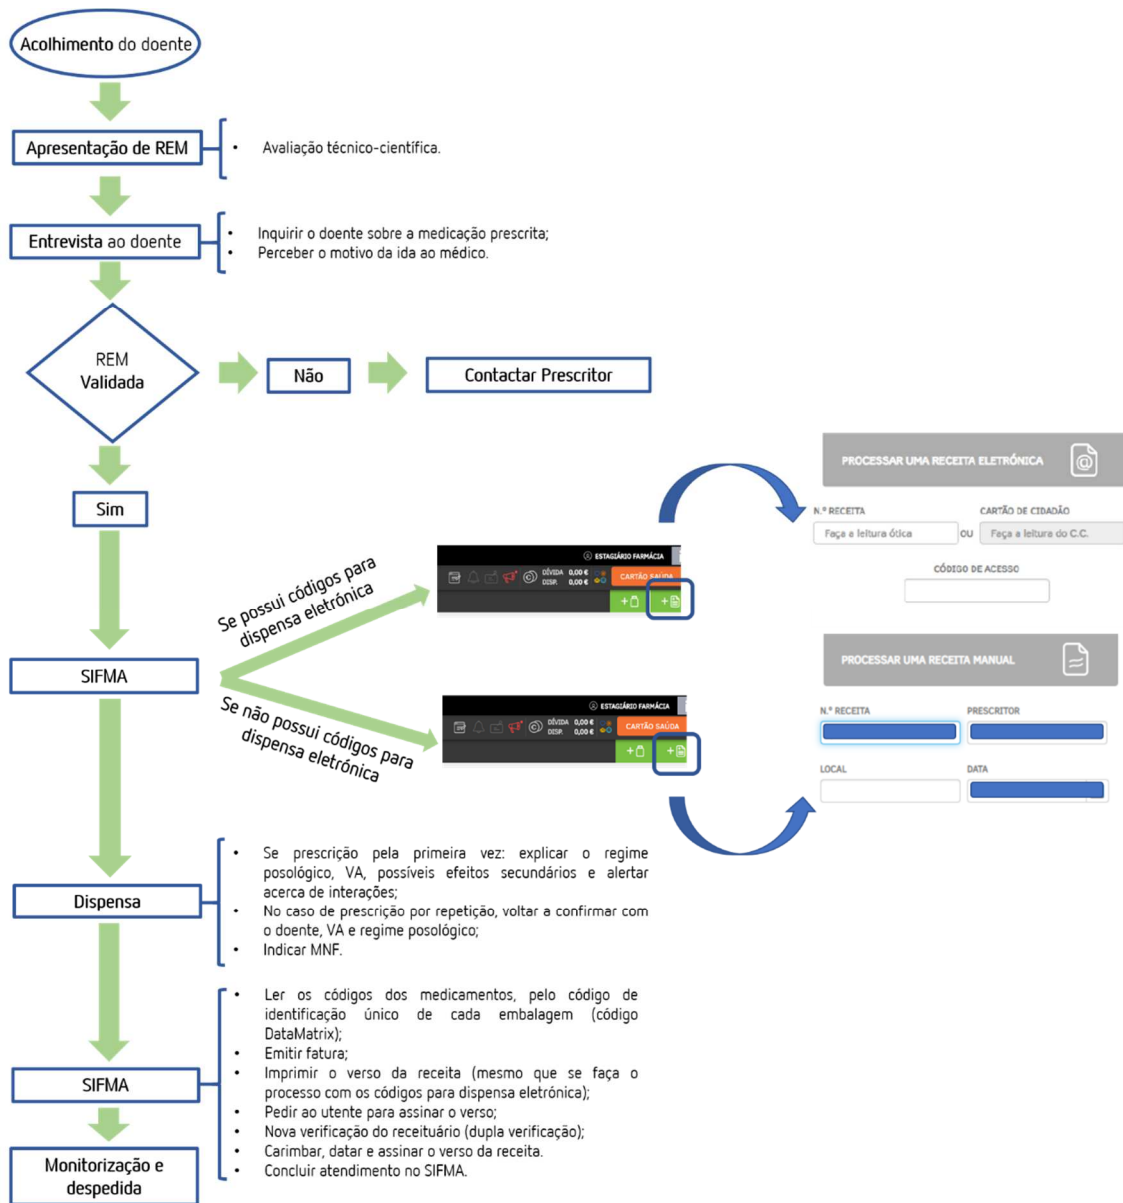 Acolhimento do doente
Apresentação de REM
• Avaliação técnico-científica.
Entrevista ao doente
• Inquirir o doente sobre a medicação prescrita;
• Perceber o motivo da ida ao médico.
REM
Validada
Não
Contactar Prescritor
Sim
SIFMA
Se possui códigos para
dispensa eletrónica
ESTAGIÁRIO FARMÁCIA
DÍVIDA 0,00 €
DISP. 0,00 €
CARTÃO SAÚDA
PROCESSAR UMA RECEITA ELETRÓNICA
N.º RECEITA
CARTÃO DE CIDADÃO
Faça a leitura ótica
OU
Faça a leitura do C.C.
CÓDIGO DE ACESSO
Se não possui códigos para
dispensa eletrónica
ESTAGIÁRIO FARMÁCIA
DÍVIDA 0,00 €
DISP. 0,00 €
CARTÃO SAÚDA
PROCESSAR UMA RECEITA MANUAL
N.º RECEITA
PRESCRITOR
LOCAL
DATA
Dispensa
• Se prescrição pela primeira vez: explicar o regime
posológico, VA, possíveis efeitos secundários e alertar
acerca de interações;
• No caso de prescrição por repetição, voltar a confirmar com
o doente, VA e regime posológico;
• Indicar MNF.
SIFMA
• Ler os códigos dos medicamentos, pelo código de
identificação único de cada embalagem (código
DataMatrix);
• Emitir fatura;
• Imprimir o verso da receita (mesmo que se faça o
processo com os códigos para dispensa eletrónica);
• Pedir ao utente para assinar o verso;
• Nova verificação do receituário (dupla verificação);
• Carimbar, datar e assinar o verso da receita.
• Concluir atendimento no SIFMA.
Monitorização e
despedida